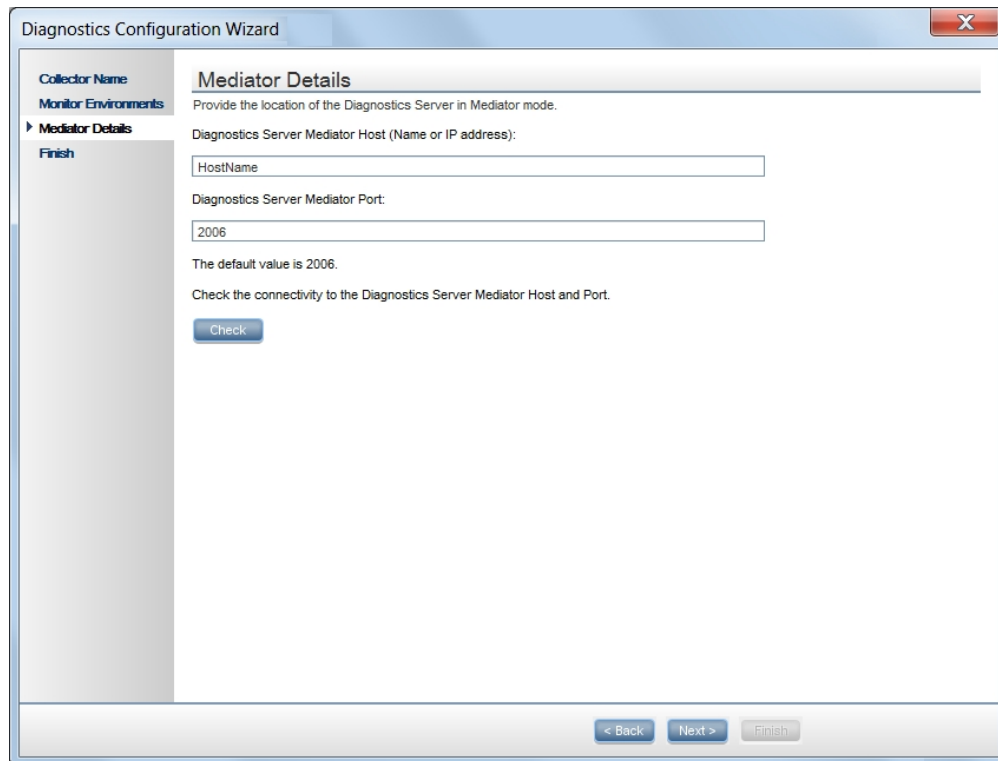 Diagnostics Configuration Wizard
X
Collector Name
Monitor Environments
Mediator Details
Finish
Mediator Details
Provide the location of the Diagnostics Server in Mediator mode.
Diagnostics Server Mediator Host (Name or IP address):
HostName
Diagnostics Server Mediator Port:
2006
The default value is 2006.
Check the connectivity to the Diagnostics Server Mediator Host and Port.
Check
< Back Next > Finish